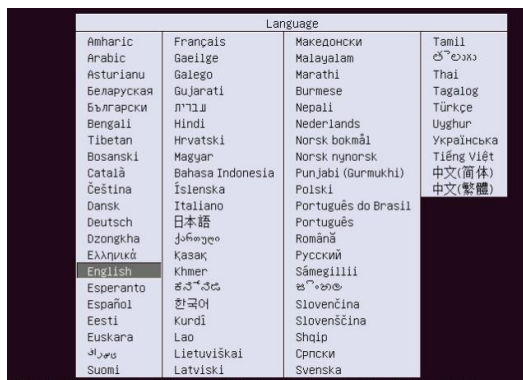 Language
Amharic
Arabic
Asturianu
Беларуская
Български
Bengali
Tibetan
Bosanski
Català
Čeština
Dansk
Deutsch
Dzongkha
Ελληνικά
English
Esperanto
Español
Eesti
Euskara
Suomi
Français
Gaeilge
Galego
Gujarati
עברית
Hindi
Hrvatski
Magyar
Bahasa Indonesia
Íslenska
Italiano
日本語
ქართული
Қазақ
Khmer
한국어
Kurdî
Lao
Lietuviškai
Latviski
Македонски
Malayalam
Marathi
Burmese
Nepali
Nederlands
Norsk bokmål
Norsk nynorsk
Punjabi (Gurmukhi)
Polski
Português do Brasil
Português
Română
Русский
Sámegillii
Slovenčina
Slovenščina
Shqip
Српски
Svenska
Tamil
Thai
Tagalog
Türkçe
Uyghur
Українська
Tiếng Việt
中文(简体)
中文(繁體)